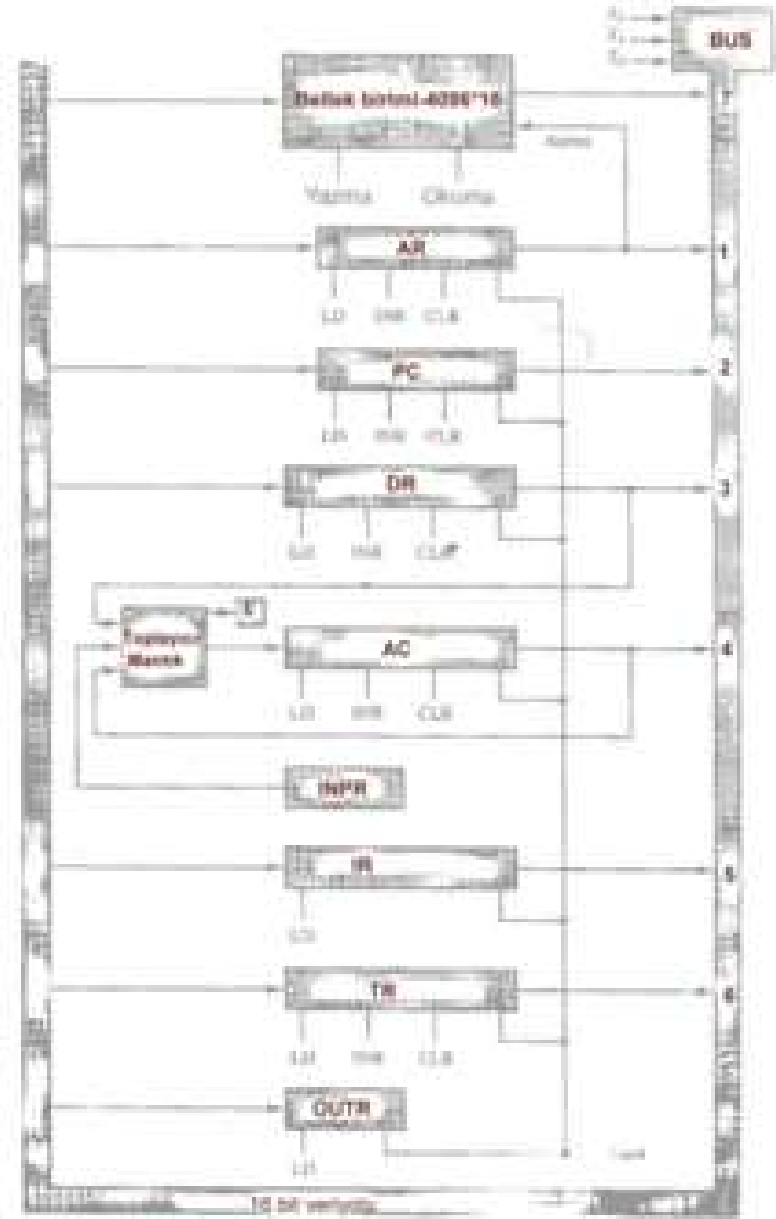 BUS
Bellek birimi-4096*16
7
Yazma Okuma
AR
1
LD INR CLR
PC
2
LD INR CLR
DR
3
LD INR CLR
E
Toplayıcı
Mantık
AC
4
LD INR CLR
INPR
IR
5
LD
TR
6
LD INR CLR
OUTR
LD
16 bit veriyolu